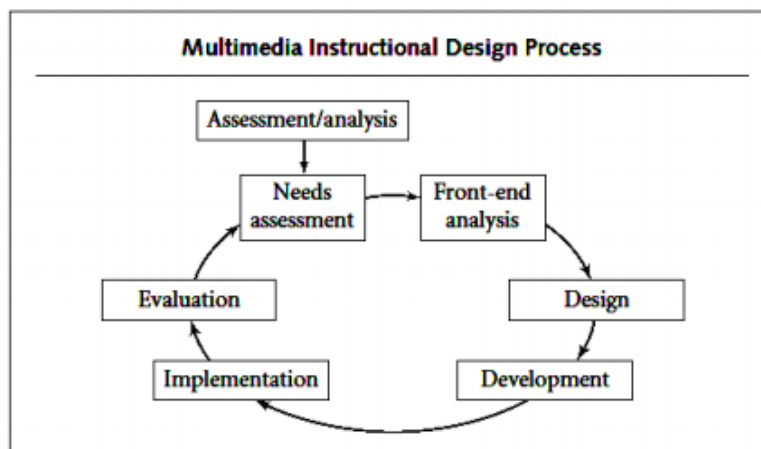 Multimedia Instructional Design Process
Assessment/analysis
Needs
assessment
Front-end
analysis
Evaluation
Design
Implementation
Development